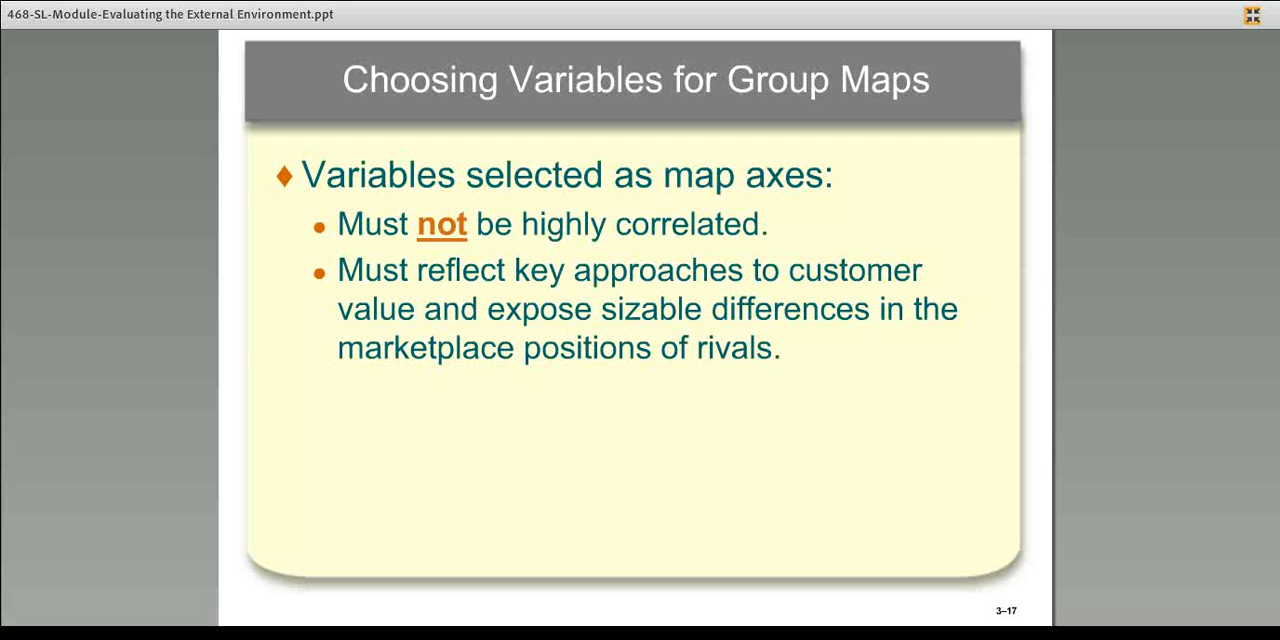 468-SL-Module-Evaluating the External Environment.ppt
Choosing Variables for Group Maps
Variables selected as map axes:
Must not be highly correlated.
Must reflect key approaches to customer
value and expose sizable differences in the
marketplace positions of rivals.
3–17